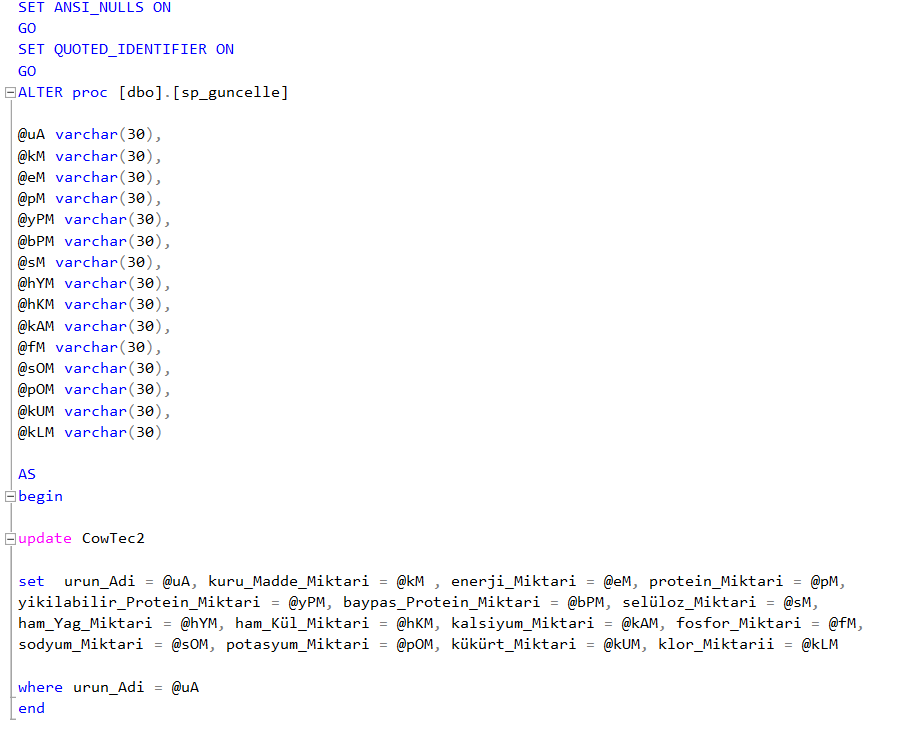 SET ANSI_NULLS ON
GO
SET QUOTED_IDENTIFIER ON
GO
ALTER proc [dbo].[sp_guncelle]
@uA varchar(30),
@kM varchar(30),
@eM varchar(30),
@pM varchar(30),
@yPM varchar(30),
@bPM varchar(30),
@sM varchar(30),
@hYM varchar(30),
@hKM varchar(30),
@kAM varchar(30),
@fM varchar(30),
@sOM varchar(30),
@pOM varchar(30),
@kUM varchar(30),
@kLM varchar(30)
AS
begin
update CowTec2
set  urun_Adi = @uA, kuru_Madde_Miktari = @kM , enerji_Miktari = @eM, protein_Miktari = @pM,
yikilabilir_Protein_Miktari = @yPM, baypas_Protein_Miktari = @bPM, selüloz_Miktari = @sM,
ham_Yag_Miktari = @hYM, ham_Kül_Miktari = @hKM, kalsiyum_Miktari = @kAM, fosfor_Miktari = @fM,
sodyum_Miktari = @sOM, potasyum_Miktari = @pOM, kükürt_Miktari = @kUM, klor_Miktarii = @kLM
where urun_Adi = @uA
end